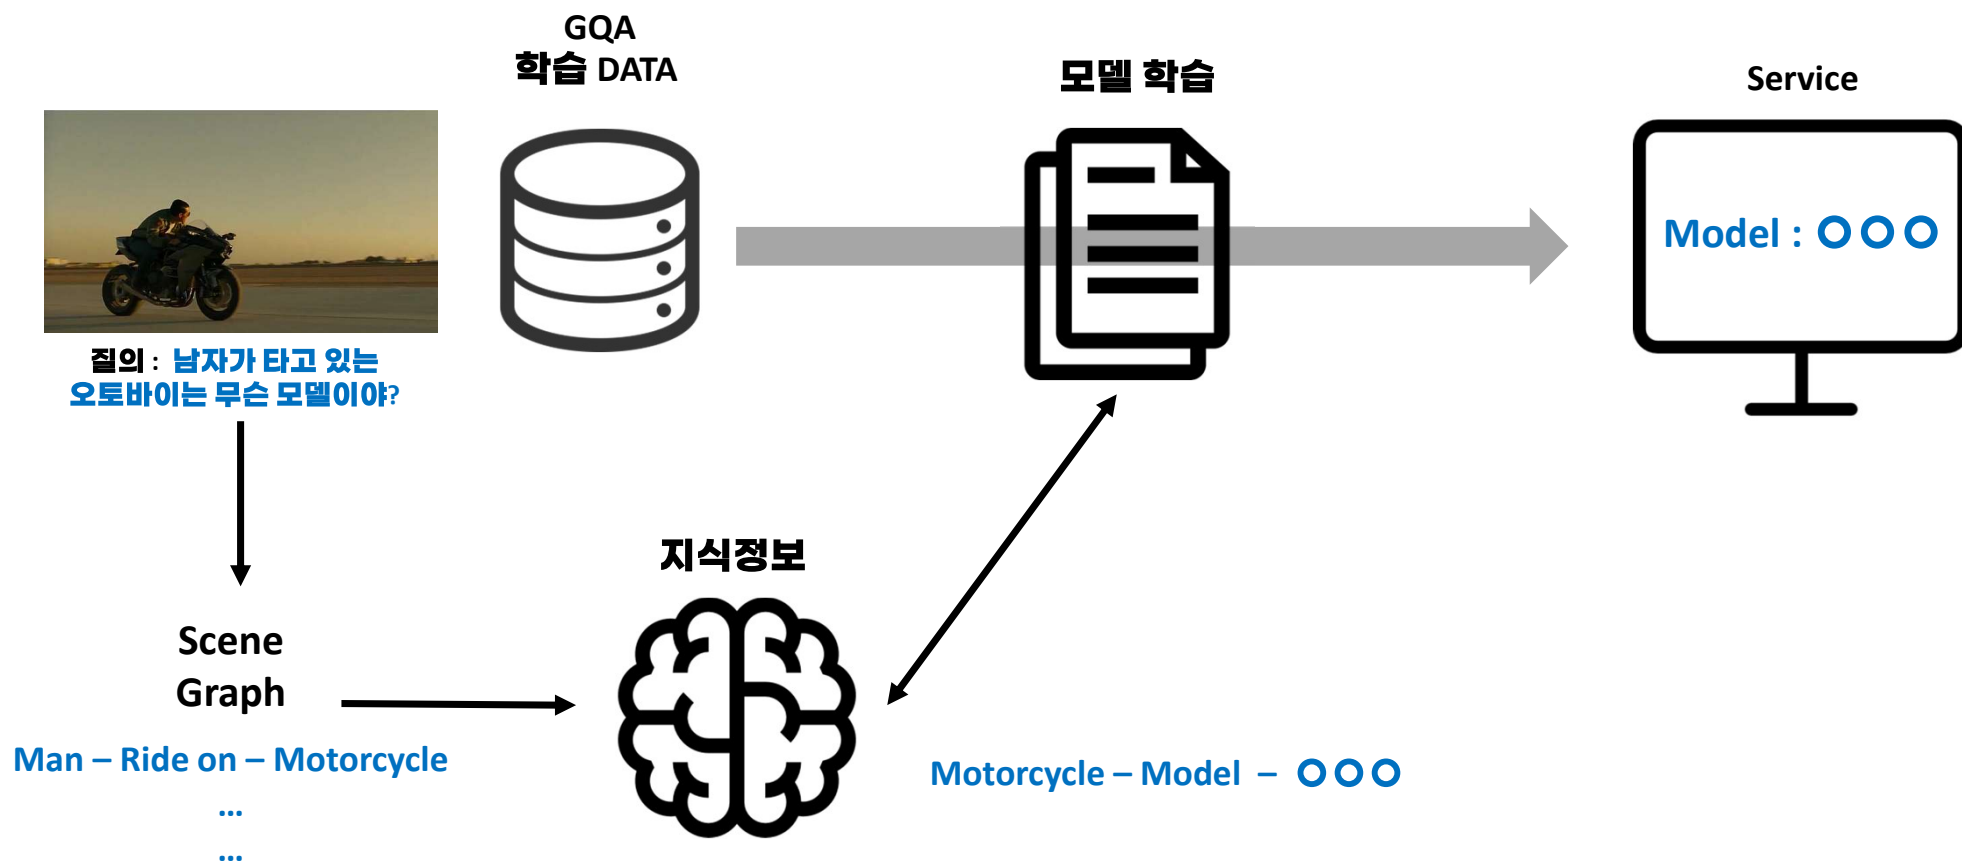 GQA
학습 DATA
모델 학습
Service
Model : ㅇㅇㅇ
질의 : 남자가 타고 있는
오토바이는 무슨 모델이야?
지식정보
Scene
Graph
Man – Ride on – Motorcycle
...
...
Motorcycle – Model – ㅇㅇㅇ